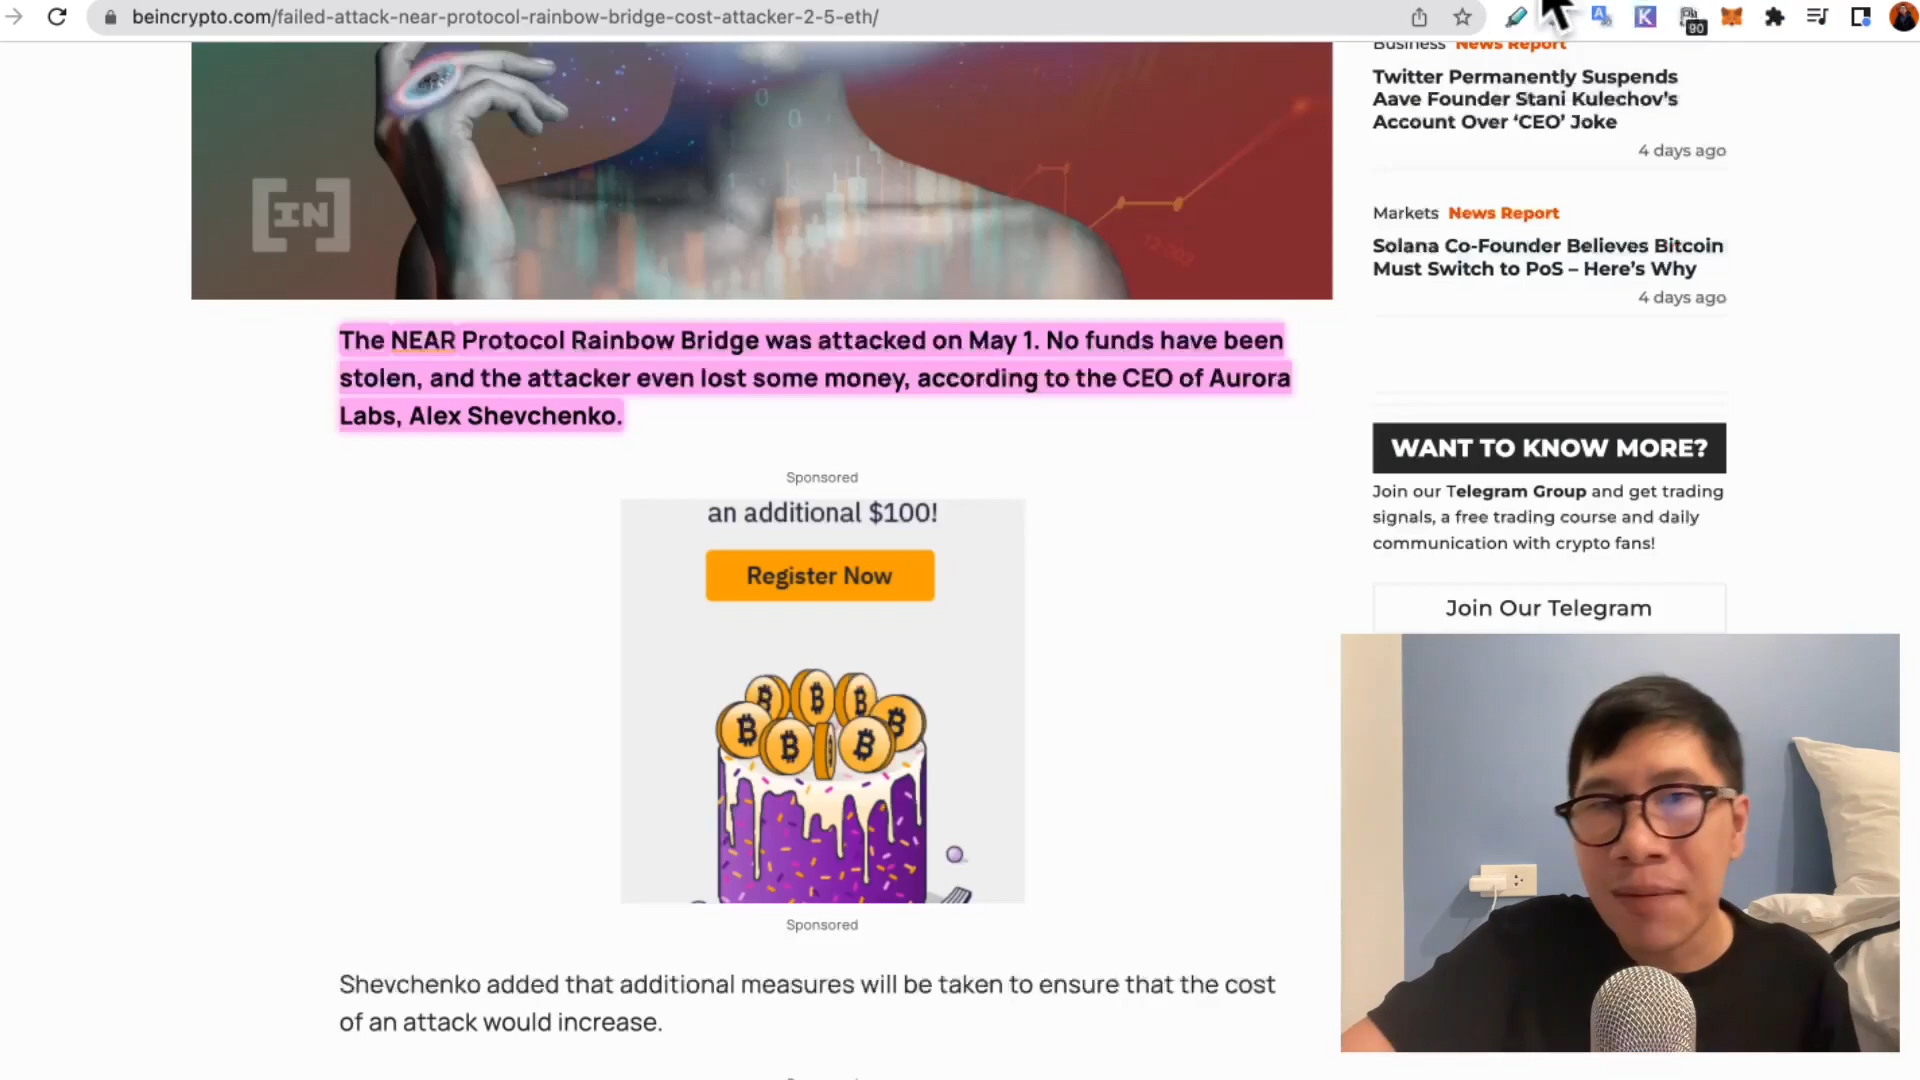 beincrypto.com/failed-attack-near-protocol-rainbow-bridge-cost-attacker-2-5-eth/
90
Business News Report
Twitter Permanently Suspends
Aave Founder Stani Kulechov’s
Account Over ‘CEO’ Joke
4 days ago
[IN]
Markets News Report
Solana Co-Founder Believes Bitcoin
Must Switch to PoS – Here’s Why
4 days ago
The NEAR Protocol Rainbow Bridge was attacked on May 1. No funds have been
stolen, and the attacker even lost some money, according to the CEO of Aurora
Labs, Alex Shevchenko.
WANT TO KNOW MORE?
Join our Telegram Group and get trading
signals, a free trading course and daily
communication with crypto fans!
Join Our Telegram
Sponsored
an additional $100!
Register Now
Sponsored
Shevchenko added that additional measures will be taken to ensure that the cost
of an attack would increase.